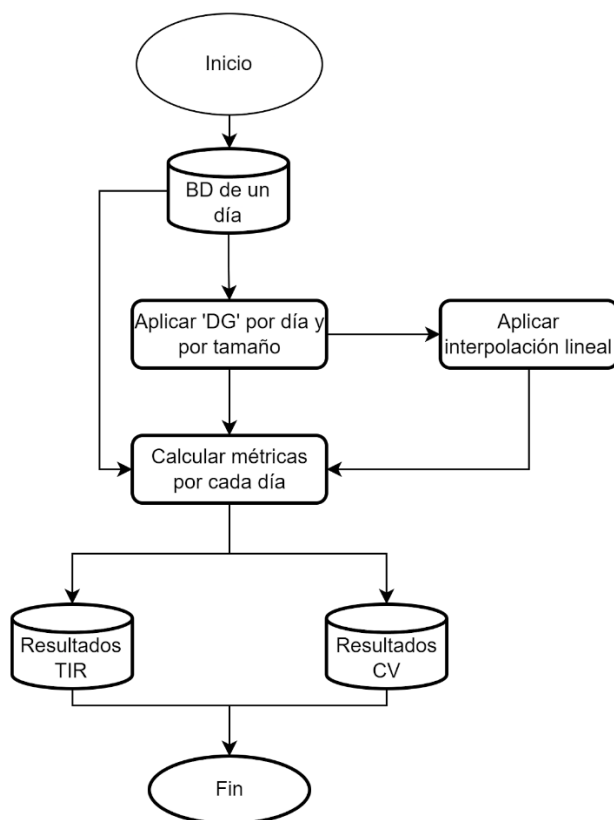 Inicio
BD de un
día
Aplicar 'DG' por día y
por tamaño
Aplicar
interpolación lineal
Calcular métricas
por cada día
Resultados
TIR
Resultados
CV
Fin